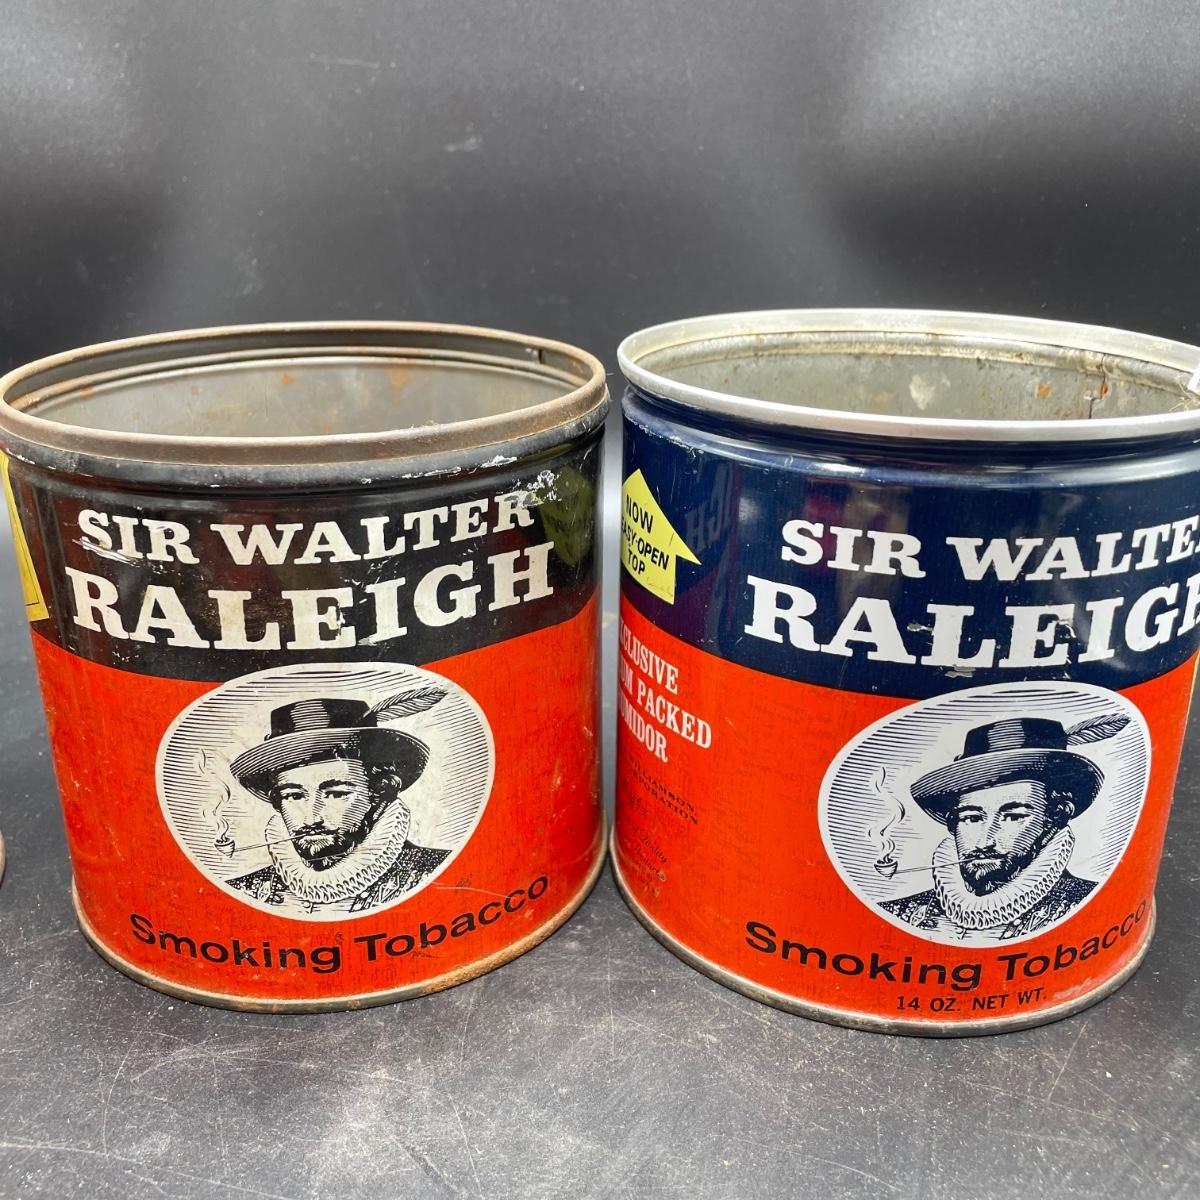 SIR WALTER
RALEIGH
Smoking Tobacco
NOW
EASY-OPEN
TOP
SIR WALTE
RALEIGH
CLUSIVE
PACKED
MIDOR
Smoking Tobacco
14 OZ. NET WT.